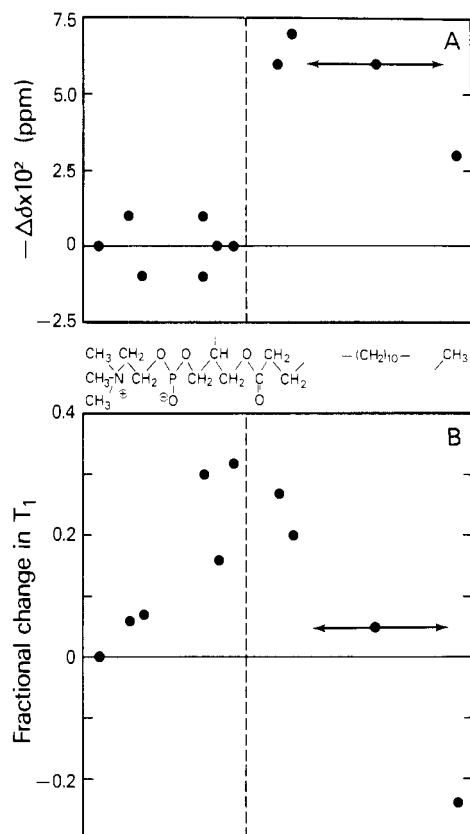 A
−Δδx10² (ppm)
7.5
5.0
2.5
0
−2.5
CH₃ CH₂ O O CH O CH₂ —(CH₂)₁₀— CH₃
CH₃—N CH₂ P CH₂ CH₂ C CH₂
CH₃ ⊕ ⊖O O
B
Fractional change in T₁
0.4
0.2
0
−0.2